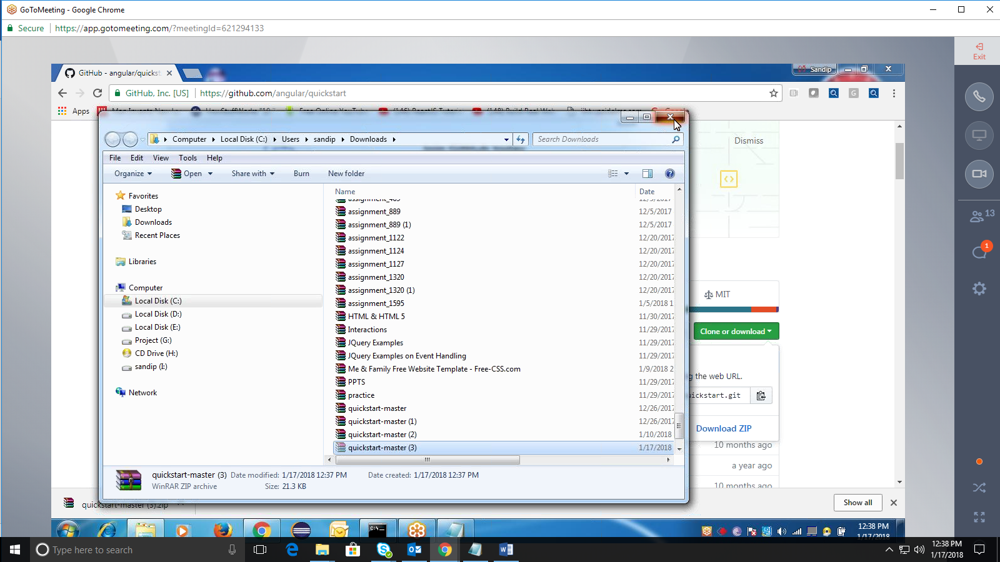 GoToMeeting - Google Chrome
Secure https://app.gotomeeting.com/?meetingId=621294133
Exit
GitHub - angular/quickst
Sandip
GitHub, Inc. [US] https://github.com/angular/quickstart
Apps
Computer Local Disk (C:) Users sandip Downloads
Search Downloads
Dismiss
File Edit View Tools Help
Organize Open Share with Burn New folder
Name Date
Favorites
Desktop
Downloads
Recent Places
Libraries
Computer
Local Disk (C:)
Local Disk (D:)
Local Disk (E:)
Project (G:)
CD Drive (H:)
sandip (I:)
Network
assignment_889 12/5/2017
assignment_889 (1) 12/5/2017
assignment_1122 12/20/2017
assignment_1124 12/20/2017
assignment_1127 12/20/2017
assignment_1320 12/20/2017
assignment_1320 (1) 12/20/2017
assignment_1595 1/5/2018 1
HTML & HTML 5 11/30/2017
Interactions 11/29/2017
JQuery Examples 11/29/2017
JQuery Examples on Event Handling 11/29/2017
Me & Family Free Website Template - Free-CSS.com 1/9/2018 2
PPTS 11/29/2017
practice 11/29/2017
quickstart-master 12/26/2017
quickstart-master (1) 12/26/2017
quickstart-master (2) 1/10/2018
quickstart-master (3) 1/17/2018
quickstart-master (3) Date modified: 1/17/2018 12:37 PM Date created: 1/17/2018 12:37 PM
WinRAR ZIP archive Size: 21.3 KB
MIT
Clone or download
g the web URL.
uickstart.git
Download ZIP
10 months ago
a year ago
10 months ago
13
1
quickstart-master (3).zip
Show all
12:38 PM
1/17/2018
Type here to search
12:38 PM
1/17/2018